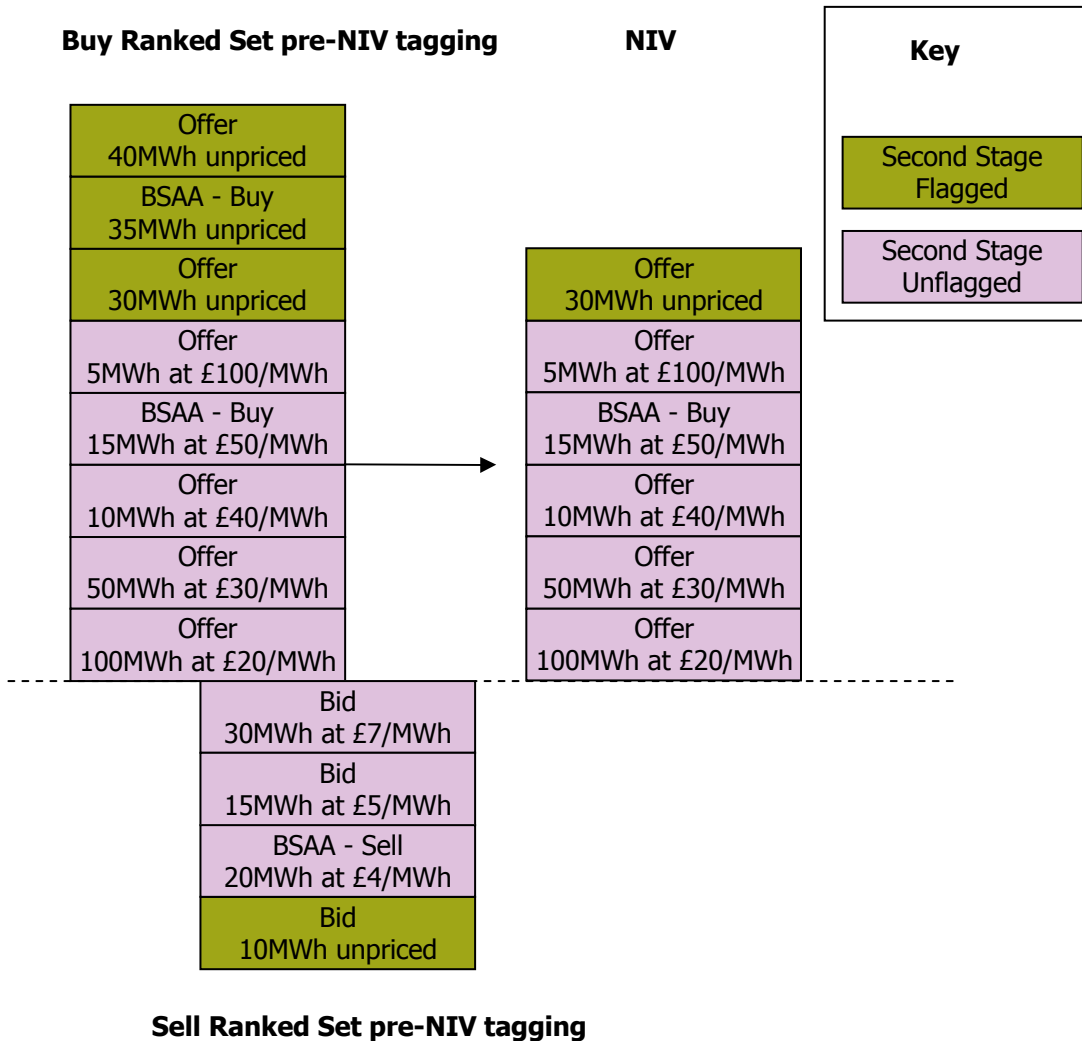 Buy Ranked Set pre-NIV tagging
Offer
40MWh unpriced
BSAA - Buy
35MWh unpriced
Offer
30MWh unpriced
Offer
5MWh at £100/MWh
BSAA - Buy
15MWh at £50/MWh
Offer
10MWh at £40/MWh
Offer
50MWh at £30/MWh
Offer
100MWh at £20/MWh
Bid
30MWh at £7/MWh
Bid
15MWh at £5/MWh
BSAA - Sell
20MWh at £4/MWh
Bid
10MWh unpriced
Sell Ranked Set pre-NIV tagging
NIV
Offer
30MWh unpriced
Offer
5MWh at £100/MWh
BSAA - Buy
15MWh at £50/MWh
Offer
10MWh at £40/MWh
Offer
50MWh at £30/MWh
Offer
100MWh at £20/MWh
Key
Second Stage
Flagged
Second Stage
Unflagged